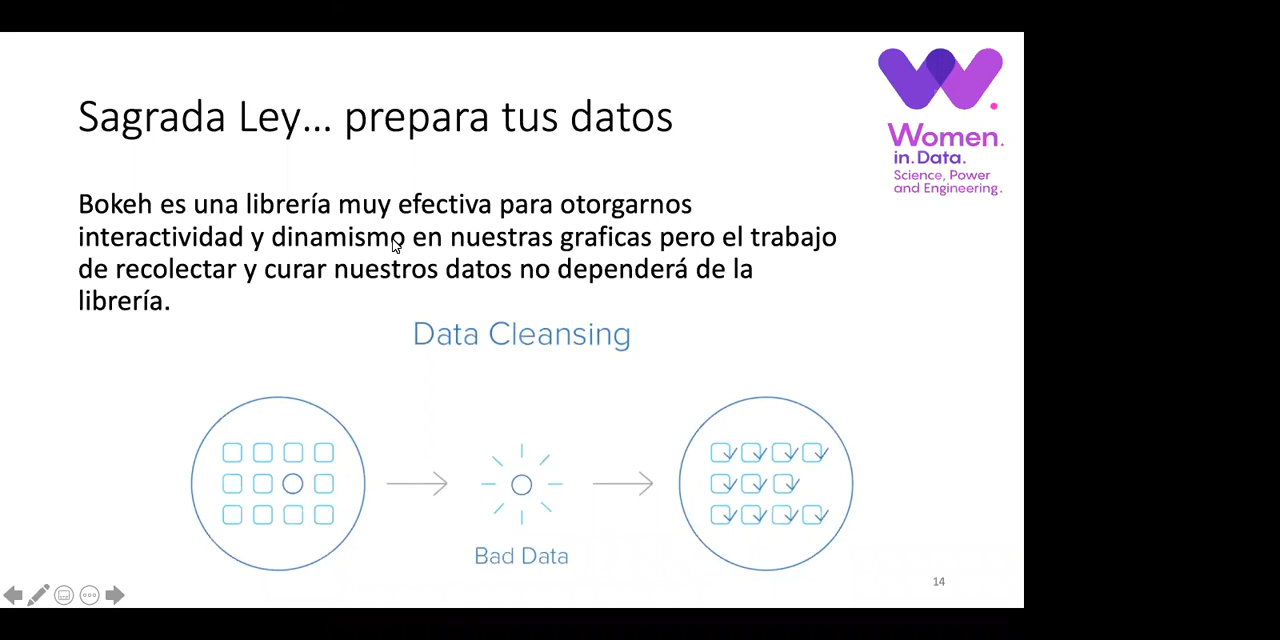 Sagrada Ley... prepara tus datos
Women.
in.Data.
Science, Power
and Engineering.
Bokeh es una librería muy efectiva para otorgarnos
interactividad y dinamismo en nuestras graficas pero el trabajo
de recolectar y curar nuestros datos no dependerá de la
librería.
Data Cleansing
Bad Data
14